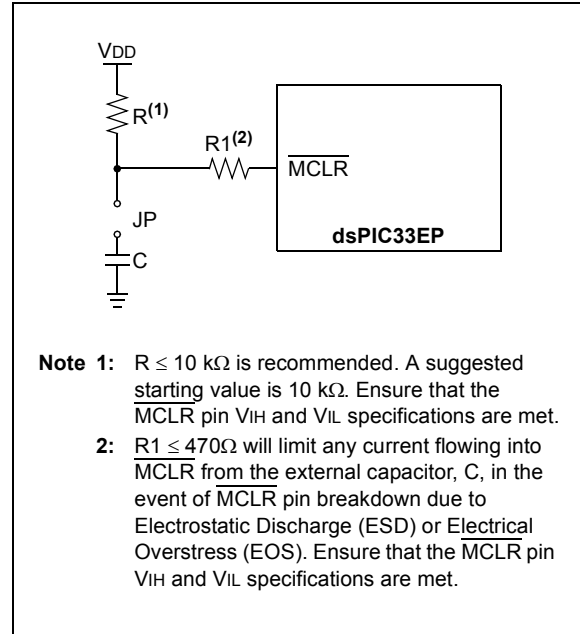 VDD
R(1)
R1(2)
MCLR
JP
dsPIC33EP
C
Note 1: R ≤ 10 kΩ is recommended. A suggested
starting value is 10 kΩ. Ensure that the
MCLR pin VIH and VIL specifications are met.
2: R1 ≤ 470Ω will limit any current flowing into
MCLR from the external capacitor, C, in the
event of MCLR pin breakdown due to
Electrostatic Discharge (ESD) or Electrical
Overstress (EOS). Ensure that the MCLR pin
VIH and VIL specifications are met.